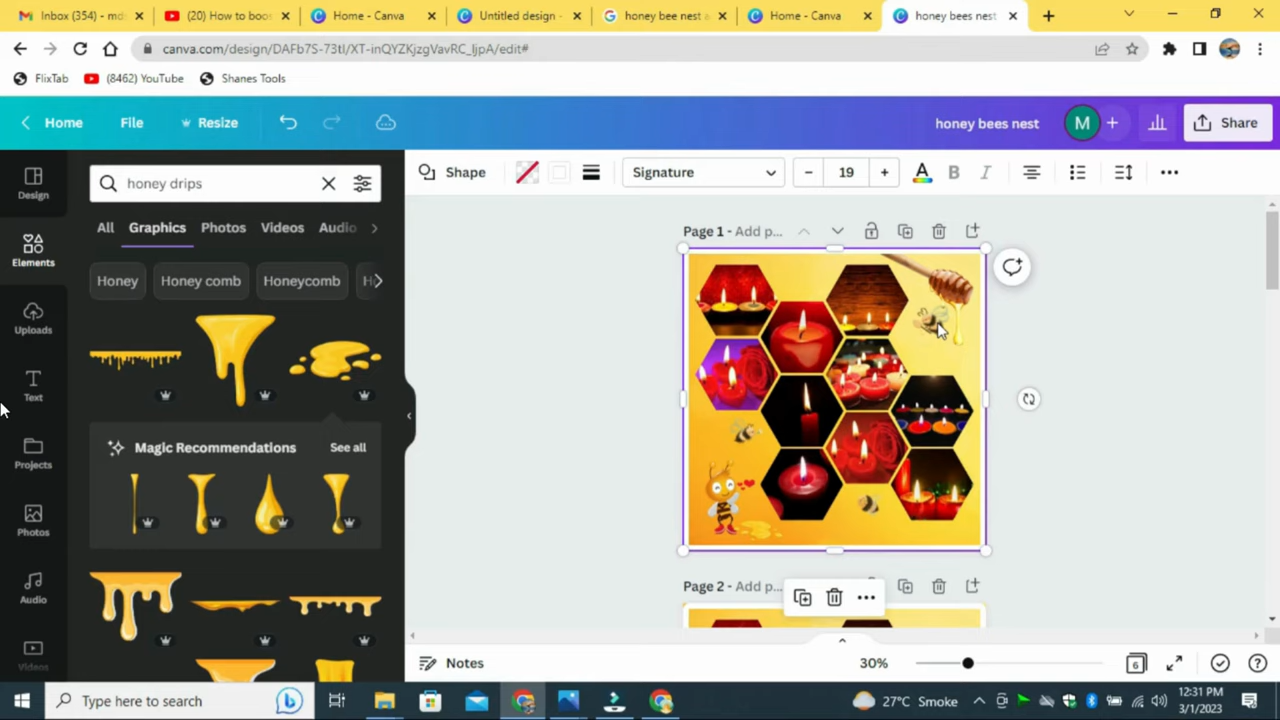 Inbox (354) - md
(20) How to boos
Home - Canva
Untitled design -
honey bee nest a
Home - Canva
honey bees nest
canva.com/design/DAFb7S-73tI/XT-inQYZKjzgVavRC_ljpA/edit#
FlixTab
(8462) YouTube
Shanes Tools
Home
File
Resize
honey bees nest
M
Share
honey drips
Shape
Signature
19
A
B
I
Design
Elements
Uploads
Text
Projects
Photos
Audio
Videos
All
Graphics
Photos
Videos
Audio
Honey
Honey comb
Honeycomb
Magic Recommendations
See all
Page 1 - Add p...
Page 2 - Add p...
Notes
30%
6
Type here to search
27°C Smoke
12:31 PM
3/1/2023